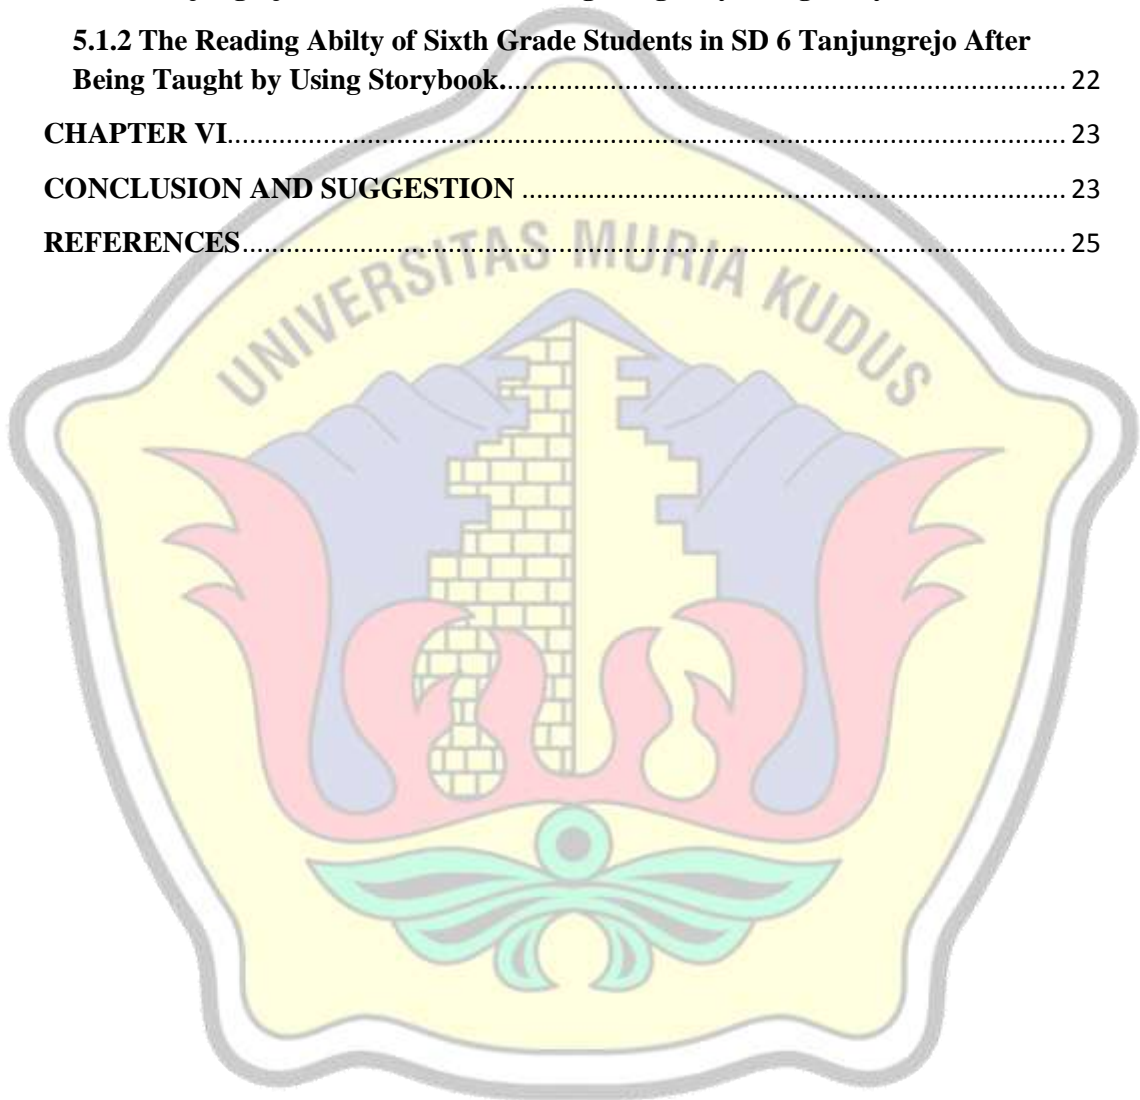 5.1.2 The Reading Abilty of Sixth Grade Students in SD 6 Tanjungrejo After
Being Taught by Using Storybook. 22
CHAPTER VI 23
CONCLUSION AND SUGGESTION 23
REFERENCES 25
UNIVERSITAS MURIA KUDUS